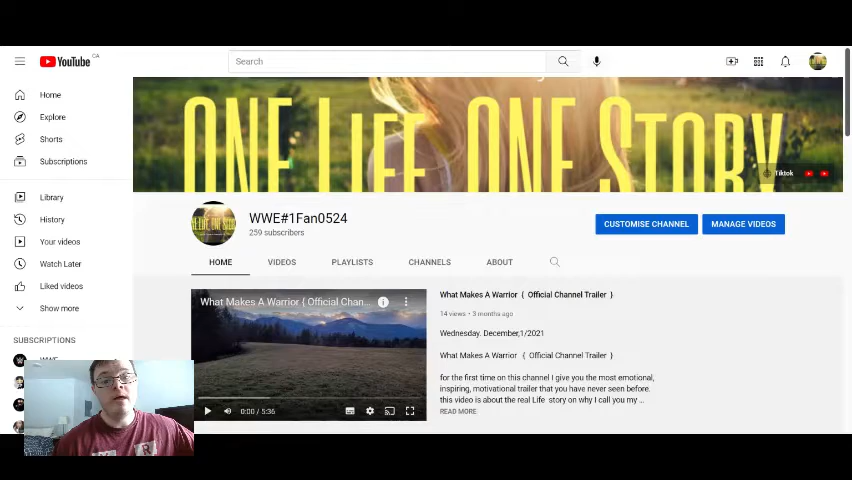 YouTube CA
Search
Home
Explore
Shorts
Subscriptions
Library
History
Your videos
Watch Later
Liked videos
Show more
SUBSCRIPTIONS
WWE
ONE LIFE. ONE STORY
Tiktok
WWE#1Fan0524
259 subscribers
CUSTOMISE CHANNEL
MANAGE VIDEOS
HOME VIDEOS PLAYLISTS CHANNELS ABOUT
What Makes A Warrior { Official Chan...
0:00 / 5:36
What Makes A Warrior { Official Channel Trailer }
14 views • 3 months ago
Wednesday. December,1/2021
What Makes A Warrior { Official Channel Trailer }
for the first time on this channel I give you the most emotional,
inspiring, motivational trailer that you have never seen before.
this video is about the real Life story on why I call you my ...
READ MORE